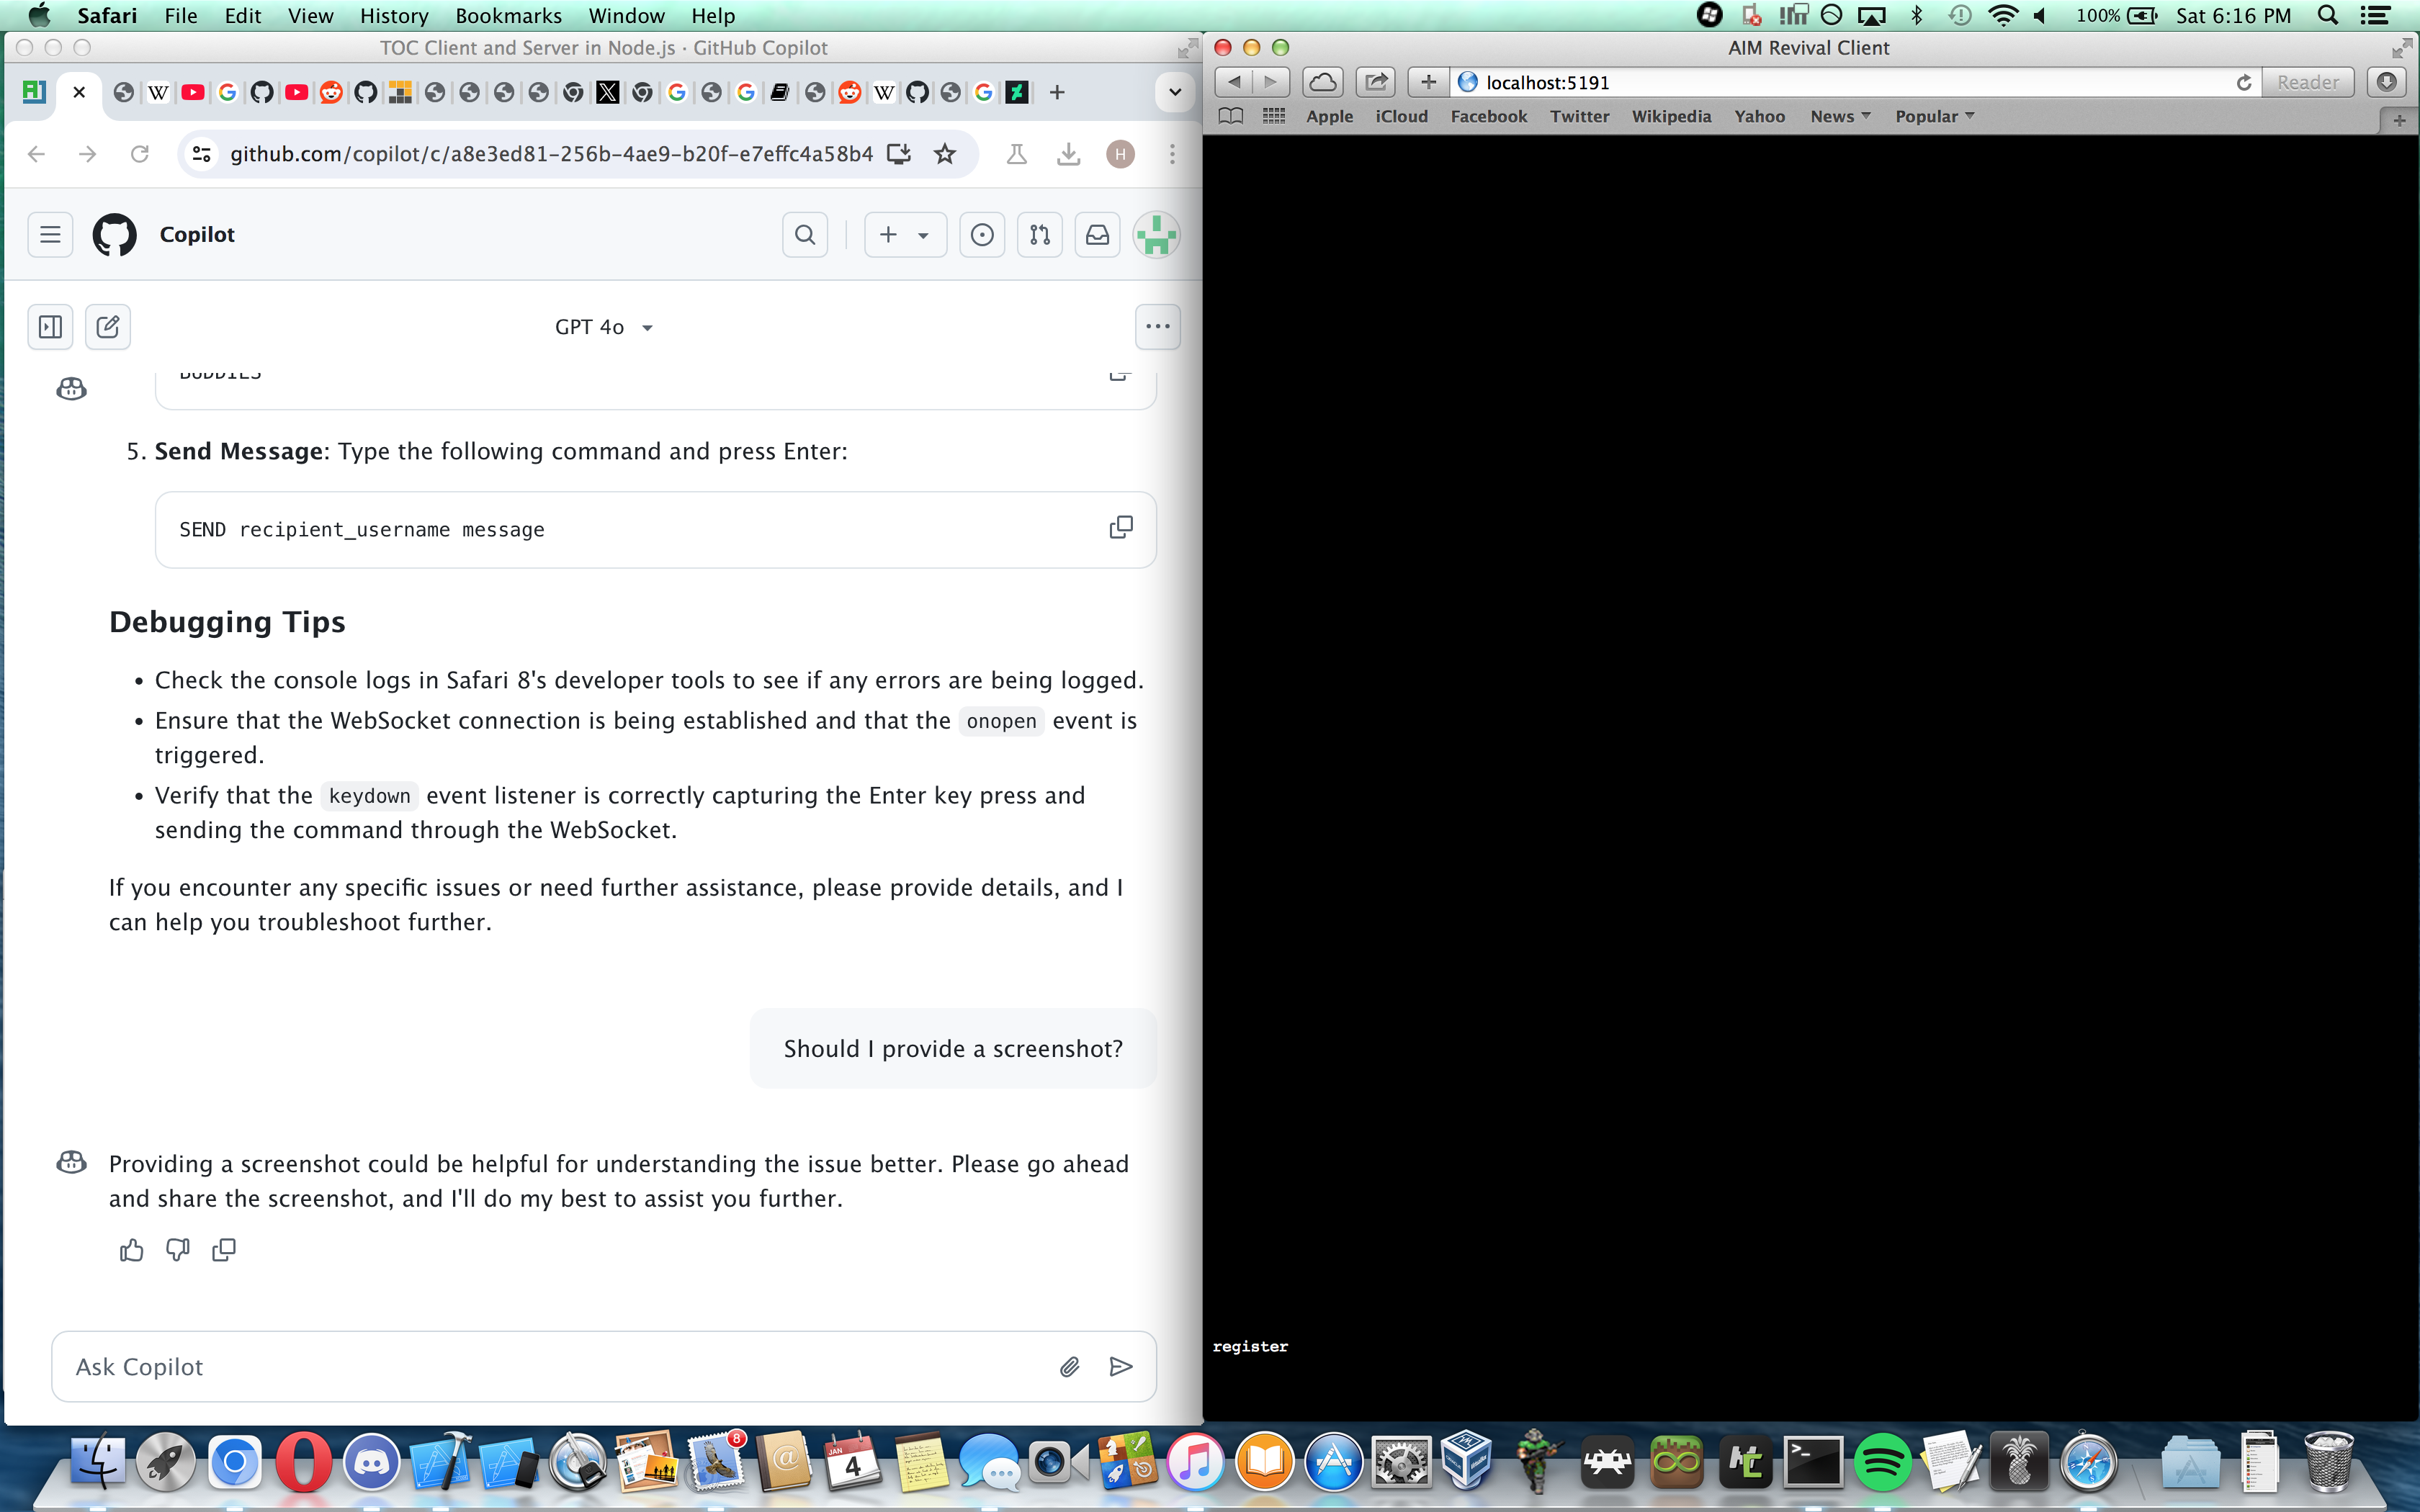 Safari File Edit View History Bookmarks Window Help 100% Sat 6:16 PM
TOC Client and Server in Node.js · GitHub Copilot
github.com/copilot/c/a8e3ed81-256b-4ae9-b20f-e7effc4a58b4
H
Copilot
GPT 4o
BUDDIES
5. Send Message: Type the following command and press Enter:
SEND recipient_username message
Debugging Tips
• Check the console logs in Safari 8's developer tools to see if any errors are being logged.
• Ensure that the WebSocket connection is being established and that the onopen event is
triggered.
• Verify that the keydown event listener is correctly capturing the Enter key press and
sending the command through the WebSocket.
If you encounter any specific issues or need further assistance, please provide details, and I
can help you troubleshoot further.
Should I provide a screenshot?
Providing a screenshot could be helpful for understanding the issue better. Please go ahead
and share the screenshot, and I'll do my best to assist you further.
Ask Copilot
AIM Revival Client
localhost:5191
Reader
Apple iCloud Facebook Twitter Wikipedia Yahoo News Popular
register
8
JAN
4